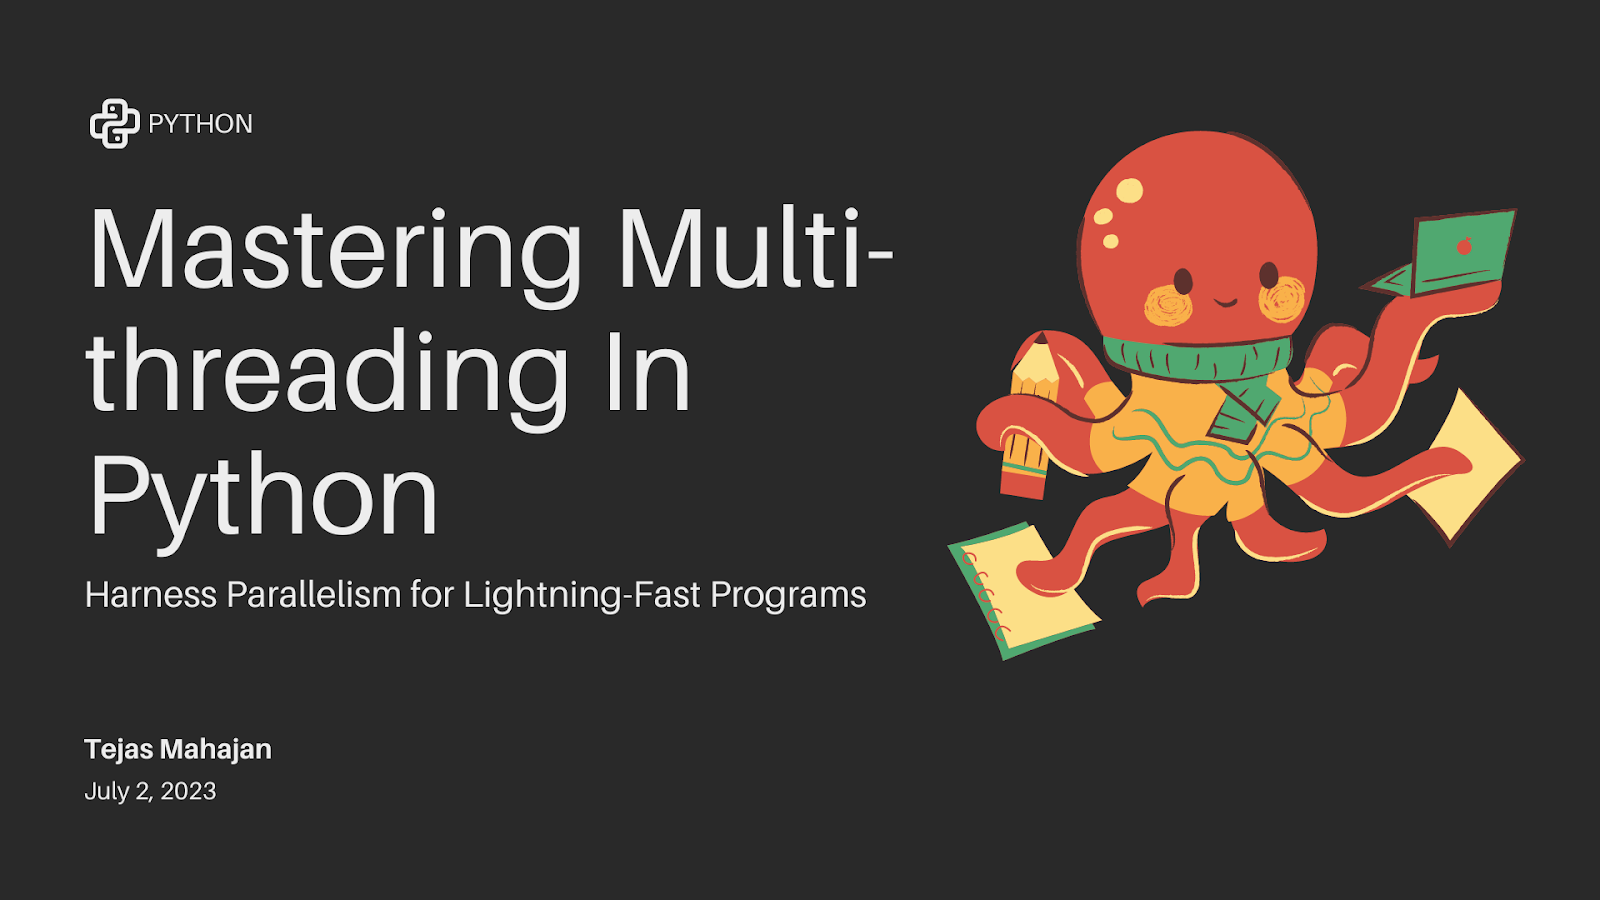 PYTHON
Mastering Multi-
threading In
Python
Harness Parallelism for Lightning-Fast Programs
Tejas Mahajan
July 2, 2023